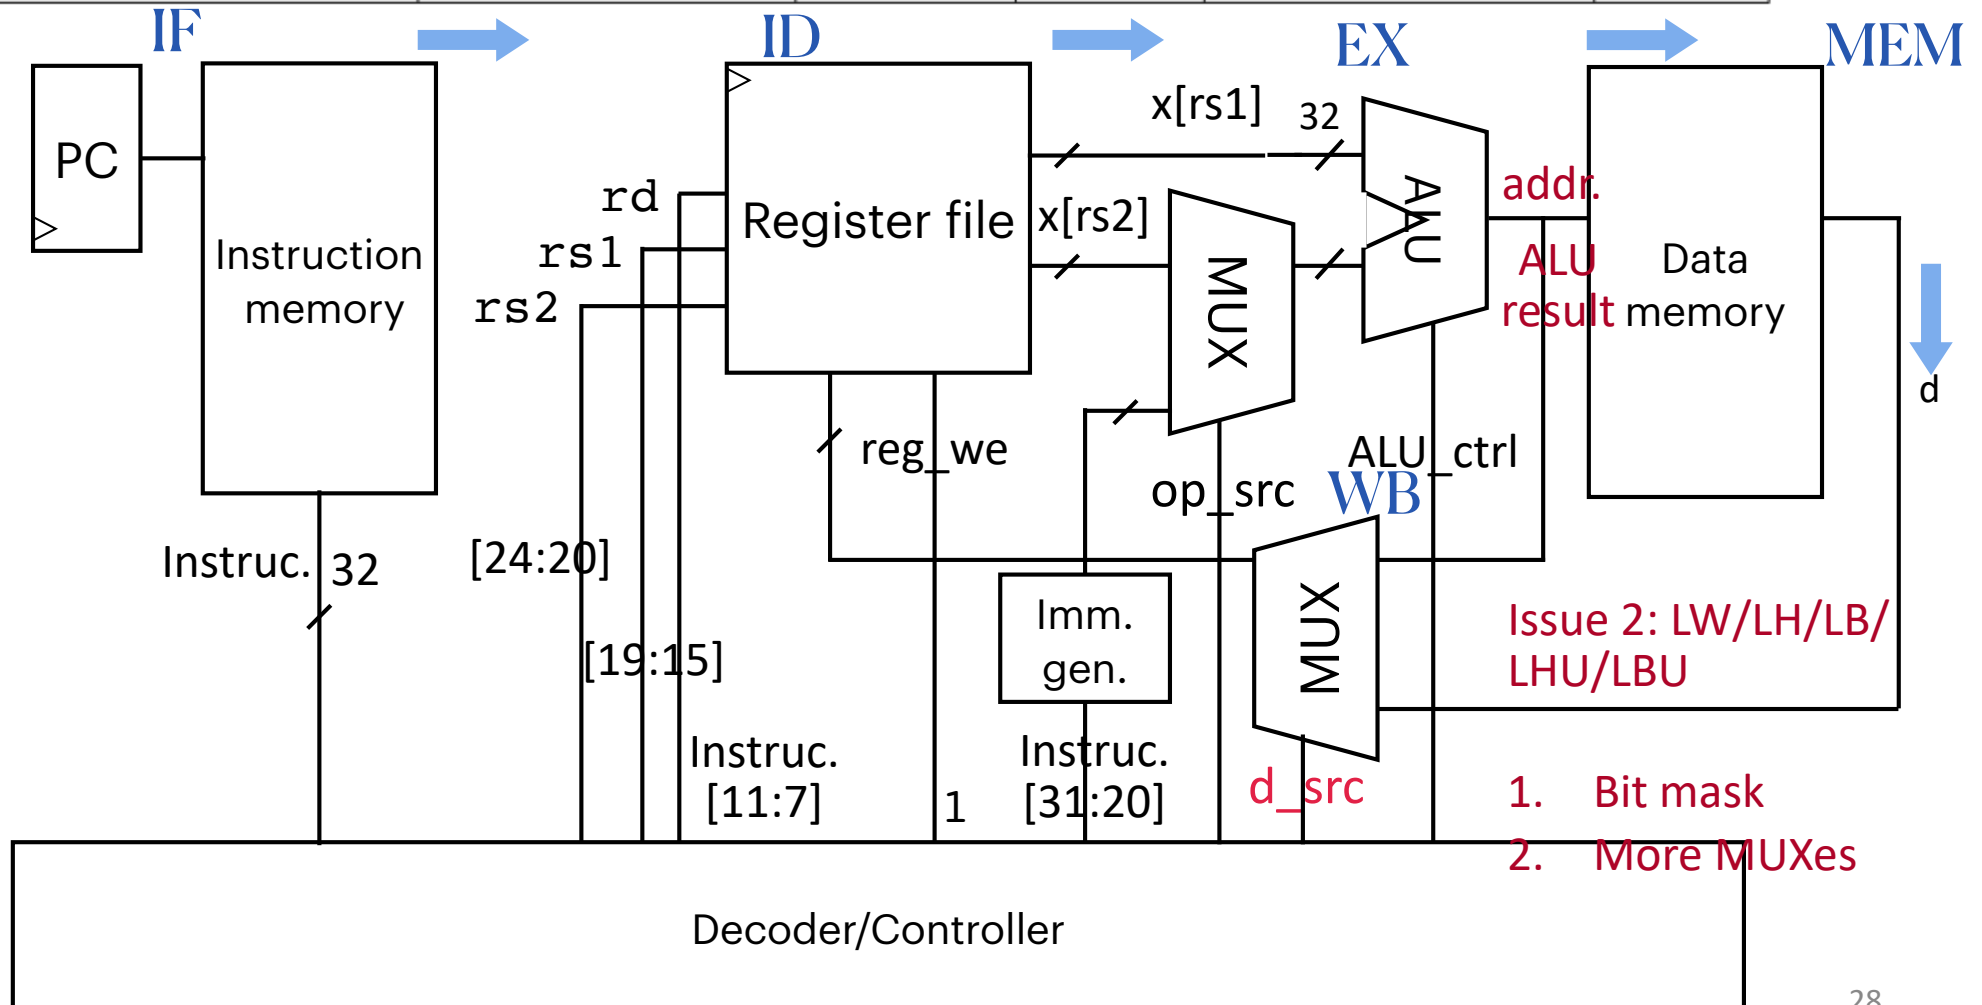 IF
ID
EX
MEM
PC
Instruction
memory
rd
rs1
rs2
Register file
x[rs1]
32
x[rs2]
MUX
ALU
addr.
ALU
result
Data
memory
d
reg_we
op_src
ALU_ctrl
WB
Instruc.
32
[24:20]
[19:15]
Instruc.
[11:7]
1
Imm.
gen.
Instruc.
[31:20]
MUX
d_src
Issue 2: LW/LH/LB/
LHU/LBU
1. Bit mask
2. More MUXes
Decoder/Controller
28